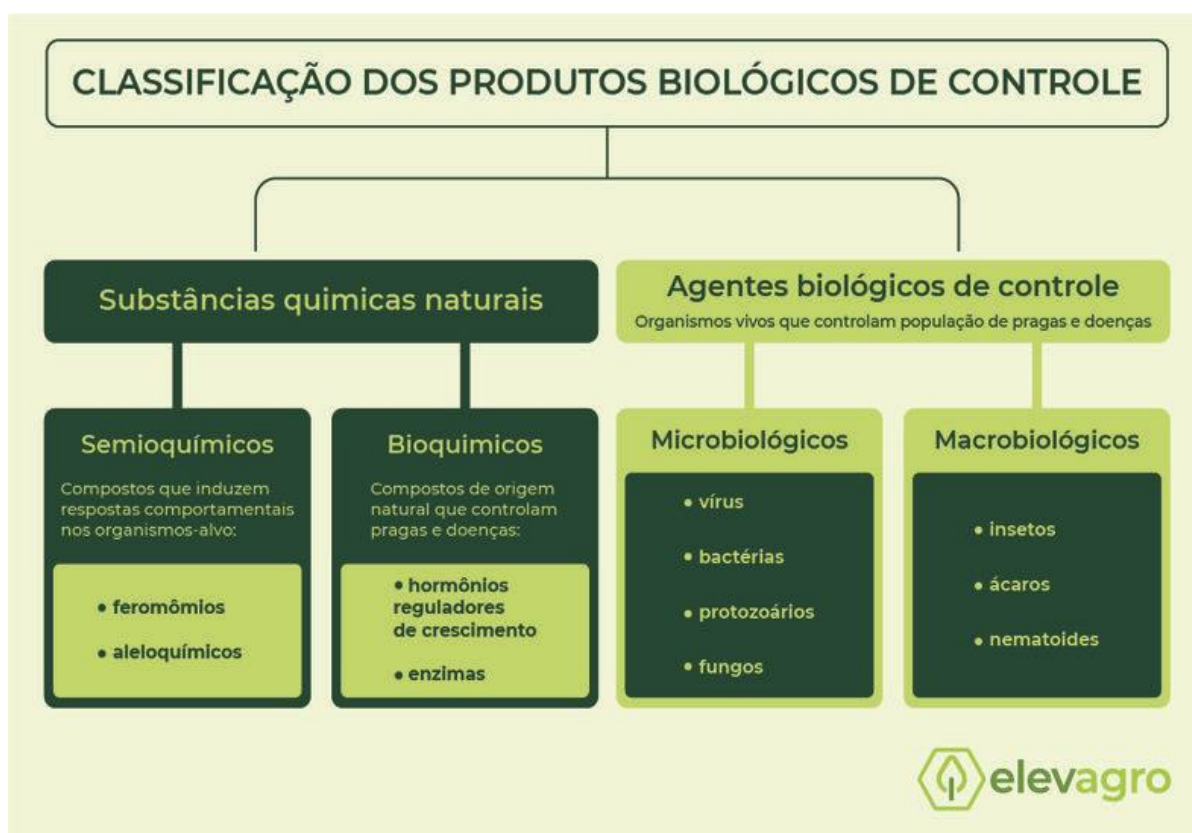 CLASSIFICAÇÃO DOS PRODUTOS BIOLÓGICOS DE CONTROLE
Substâncias quimicas naturais
Agentes biológicos de controle
Organismos vivos que controlam população de pragas e doenças
Semioquímicos
Compostos que induzem
respostas comportamentais
nos organismos-alvo:
• feromômios
• aleloquímicos
Bioquimicos
Compostos de origem
natural que controlam
pragas e doenças:
• hormônios
reguladores
de crescimento
• enzimas
Microbiológicos
• vírus
• bactérias
• protozoários
• fungos
Macrobiológicos
• insetos
• ácaros
• nematoides
elevagro